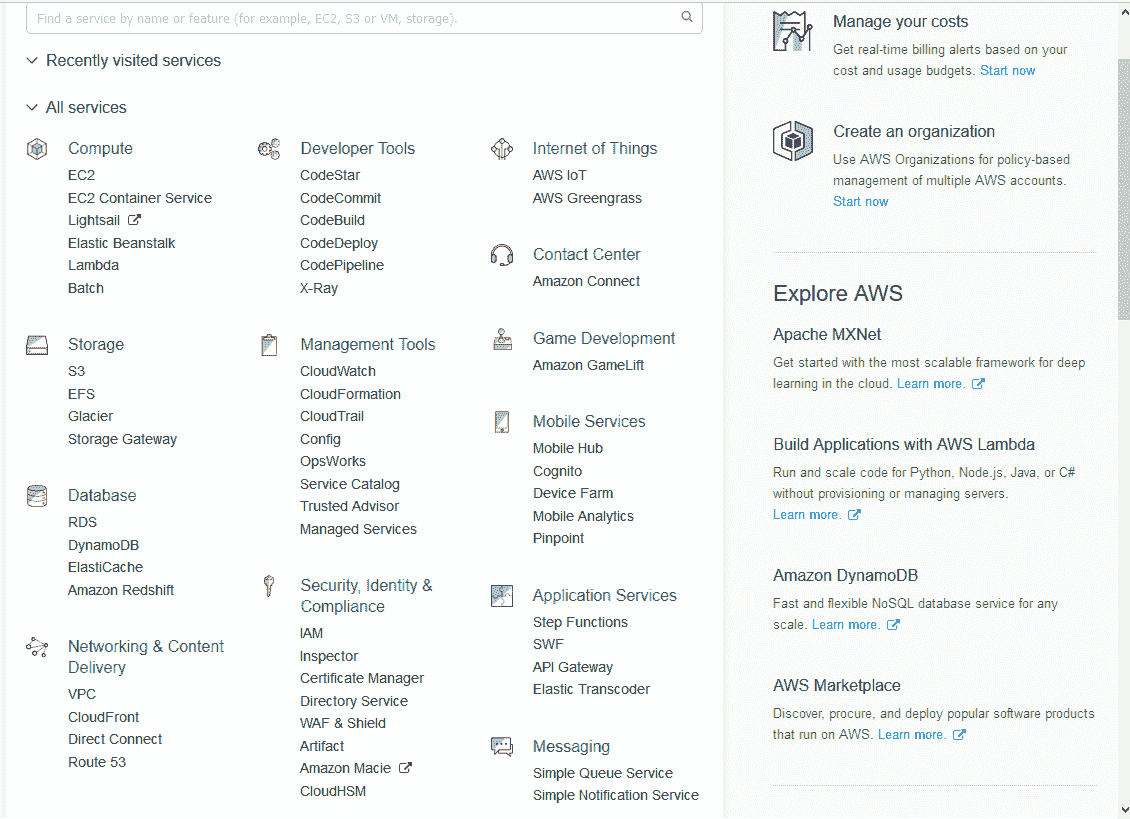 Find a service by name or feature (for example, EC2, S3 or VM, storage).
Recently visited services
All services
Compute
EC2
EC2 Container Service
Lightsail
Elastic Beanstalk
Lambda
Batch
Storage
S3
EFS
Glacier
Storage Gateway
Database
RDS
DynamoDB
ElastiCache
Amazon Redshift
Networking & Content
Delivery
VPC
CloudFront
Direct Connect
Route 53
Developer Tools
CodeStar
CodeCommit
CodeBuild
CodeDeploy
CodePipeline
X-Ray
Management Tools
CloudWatch
CloudFormation
CloudTrail
Config
OpsWorks
Service Catalog
Trusted Advisor
Managed Services
Security, Identity &
Compliance
IAM
Inspector
Certificate Manager
Directory Service
WAF & Shield
Artifact
Amazon Macie
CloudHSM
Internet of Things
AWS IoT
AWS Greengrass
Contact Center
Amazon Connect
Game Development
Amazon GameLift
Mobile Services
Mobile Hub
Cognito
Device Farm
Mobile Analytics
Pinpoint
Application Services
Step Functions
SWF
API Gateway
Elastic Transcoder
Messaging
Simple Queue Service
Simple Notification Service
Manage your costs
Get real-time billing alerts based on your
cost and usage budgets. Start now
Create an organization
Use AWS Organizations for policy-based
management of multiple AWS accounts.
Start now
Explore AWS
Apache MXNet
Get started with the most scalable framework for deep
learning in the cloud. Learn more.
Build Applications with AWS Lambda
Run and scale code for Python, Node.js, Java, or C#
without provisioning or managing servers.
Learn more.
Amazon DynamoDB
Fast and flexible NoSQL database service for any
scale. Learn more.
AWS Marketplace
Discover, procure, and deploy popular software products
that run on AWS. Learn more.